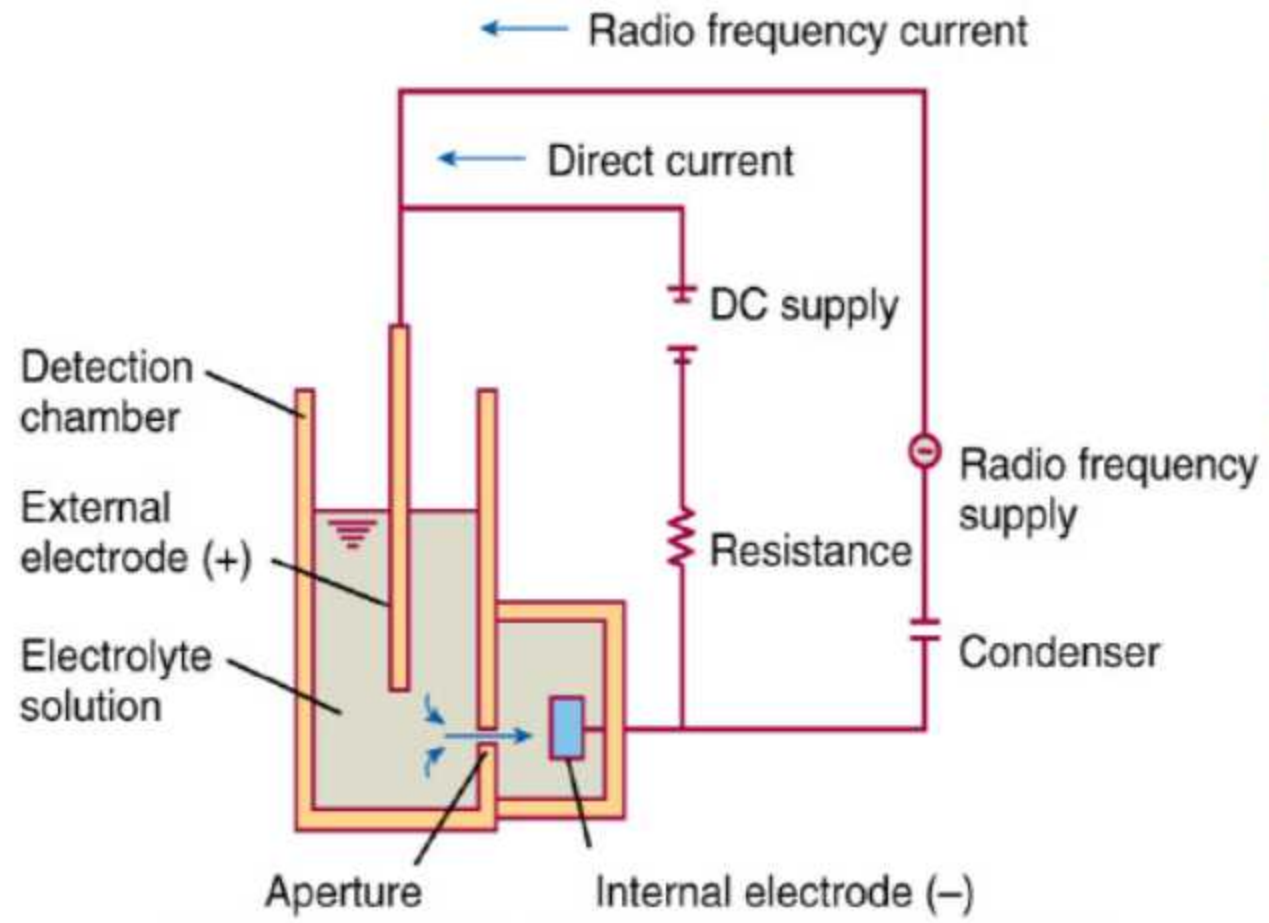 Radio frequency current
Direct current
DC supply
Detection
chamber
Radio frequency
supply
External
electrode (+)
Resistance
Electrolyte
solution
Condenser
Aperture
Internal electrode (–)